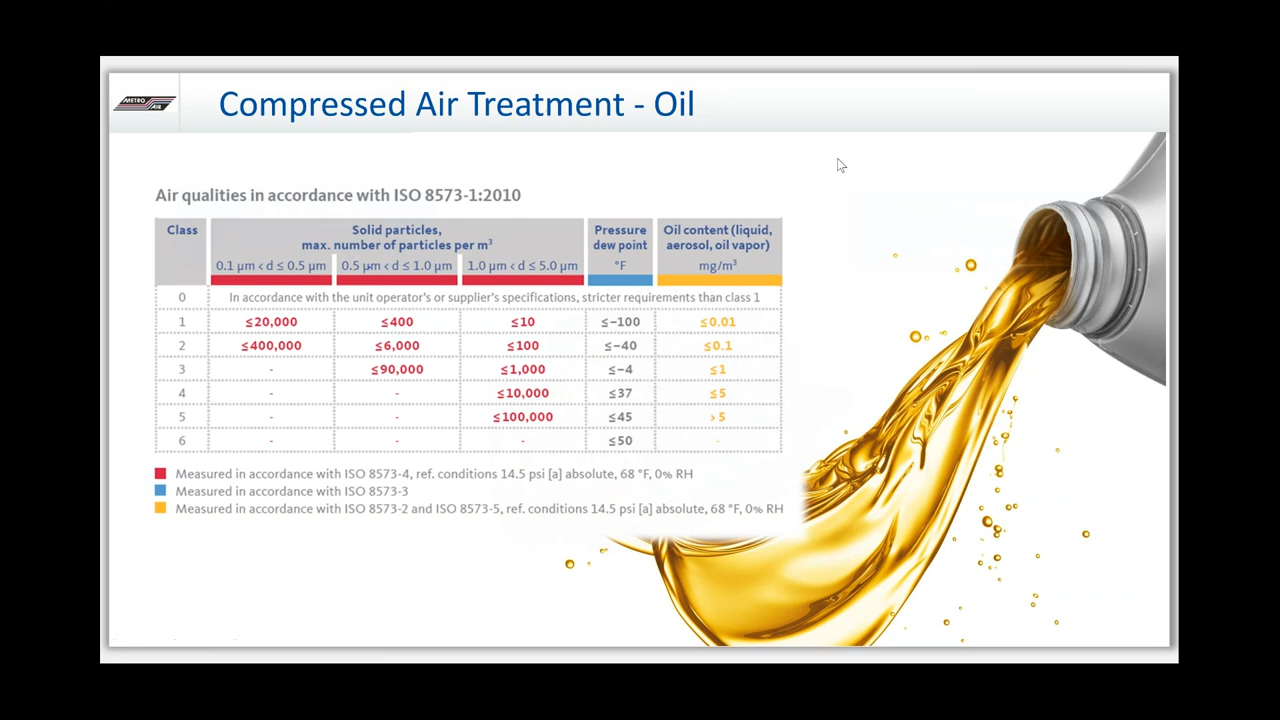 METRO
AIR
Compressed Air Treatment - Oil
Air qualities in accordance with ISO 8573-1:2010
Class Solid particles, max. number of particles per m³ Pressure dew point Oil content (liquid, aerosol, oil vapor)
0.1 µm < d ≤ 0.5 µm 0.5 µm < d ≤ 1.0 µm 1.0 µm < d ≤ 5.0 µm °F mg/m³
0 In accordance with the unit operator's or supplier's specifications, stricter requirements than class 1
1 ≤20,000 ≤400 ≤10 ≤−100 ≤0.01
2 ≤400,000 ≤6,000 ≤100 ≤−40 ≤0.1
3 - ≤90,000 ≤1,000 ≤−4 ≤1
4 - - ≤10,000 ≤37 ≤5
5 - - ≤100,000 ≤45 >5
6 - - - ≤50 -
Measured in accordance with ISO 8573-4, ref. conditions 14.5 psi [a] absolute, 68 °F, 0% RH
Measured in accordance with ISO 8573-3
Measured in accordance with ISO 8573-2 and ISO 8573-5, ref. conditions 14.5 psi [a] absolute, 68 °F, 0% RH